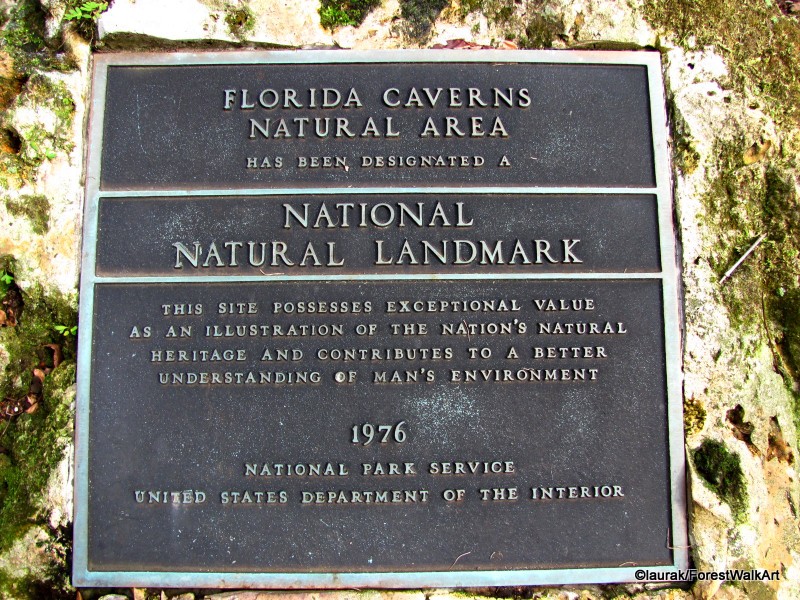 FLORIDA CAVERNS
NATURAL AREA
HAS BEEN DESIGNATED A
NATIONAL
NATURAL LANDMARK
THIS SITE POSSESSES EXCEPTIONAL VALUE
AS AN ILLUSTRATION OF THE NATION'S NATURAL
HERITAGE AND CONTRIBUTES TO A BETTER
UNDERSTANDING OF MAN'S ENVIRONMENT
1976
NATIONAL PARK SERVICE
UNITED STATES DEPARTMENT OF THE INTERIOR
©laurak/ForestWalkArt